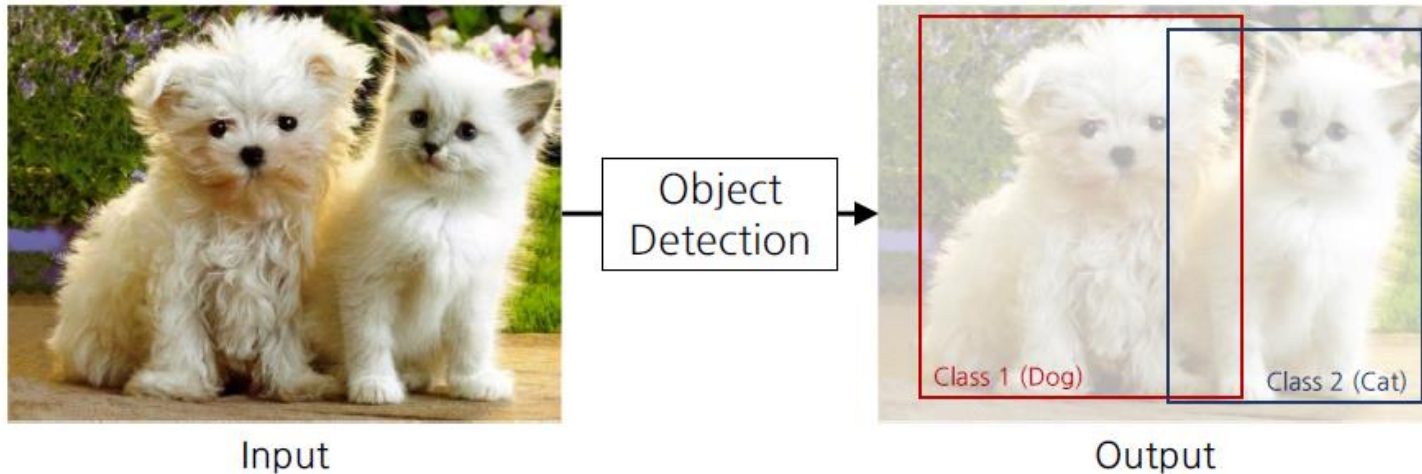 Object
Detection
Class 1 (Dog)
Class 2 (Cat)
Input
Output